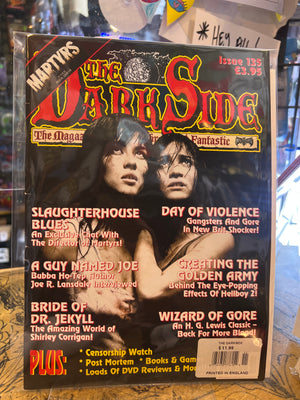 * HEY
MARTYRS
Issue 135
£3.95
THE
DARKSIDE
The Magaz
Fantastic
SLAUGHTERHOUSE
BLUES
An Exclusive Chat With
The Director Of Martyrs!
DAY OF VIOLENCE
Gangsters And Gore
In New Brit Shocker!
A GUY NAMED JOE
Bubba Ho-Tep Author
Joe R. Lansdale Interviewed
CREATING THE
GOLDEN ARMY
Behind The Eye-Popping
Effects Of Hellboy 2!
BRIDE OF
DR. JEKYLL
The Amazing World of
Shirley Corrigan!
WIZARD OF GORE
An H. G. Lewis Classic –
Back For More Blood!
PLUS:
• Censorship Watch
• Post Mortem • Books & Games
• Loads Of DVD Reviews & Mo
THE DARKSIDE
£11.99
PRINTED IN ENGLAND